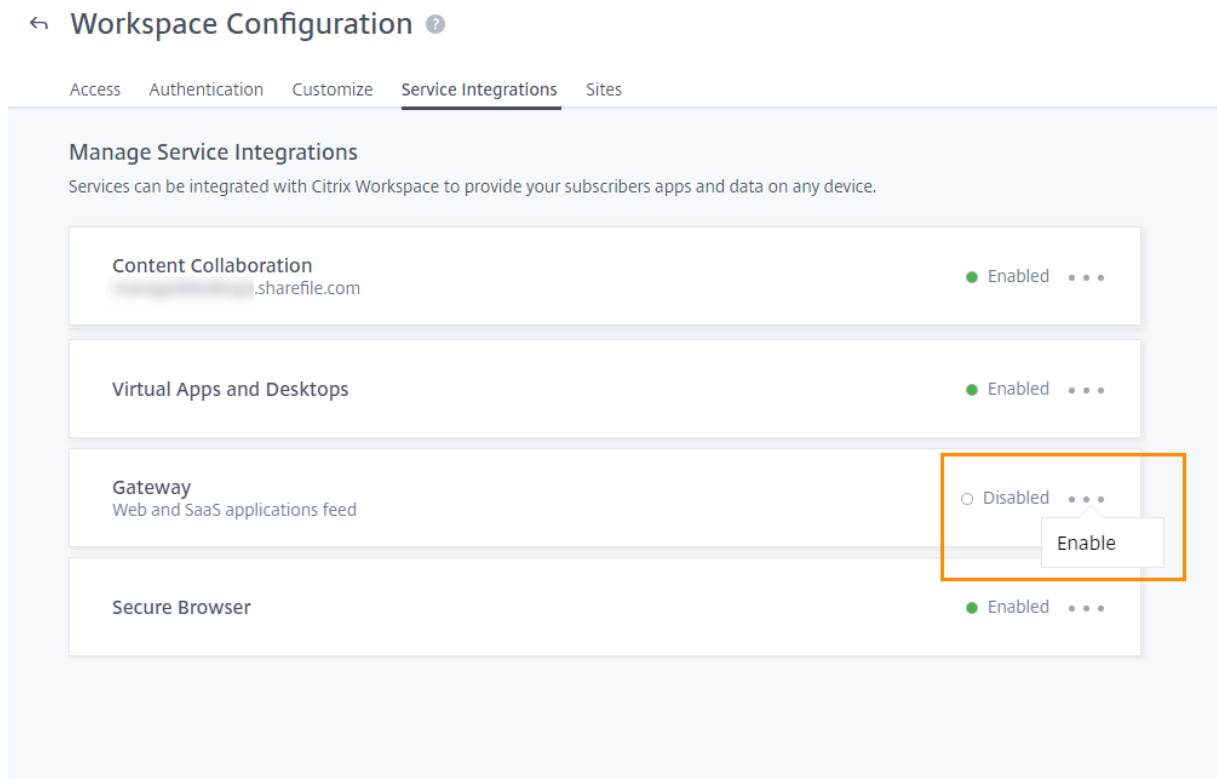 Workspace Configuration ?
Access Authentication Customize Service Integrations Sites
Manage Service Integrations
Services can be integrated with Citrix Workspace to provide your subscribers apps and data on any device.
Content Collaboration
.sharefile.com
Enabled
Virtual Apps and Desktops
Enabled
Gateway
Web and SaaS applications feed
Disabled
Enable
Secure Browser
Enabled